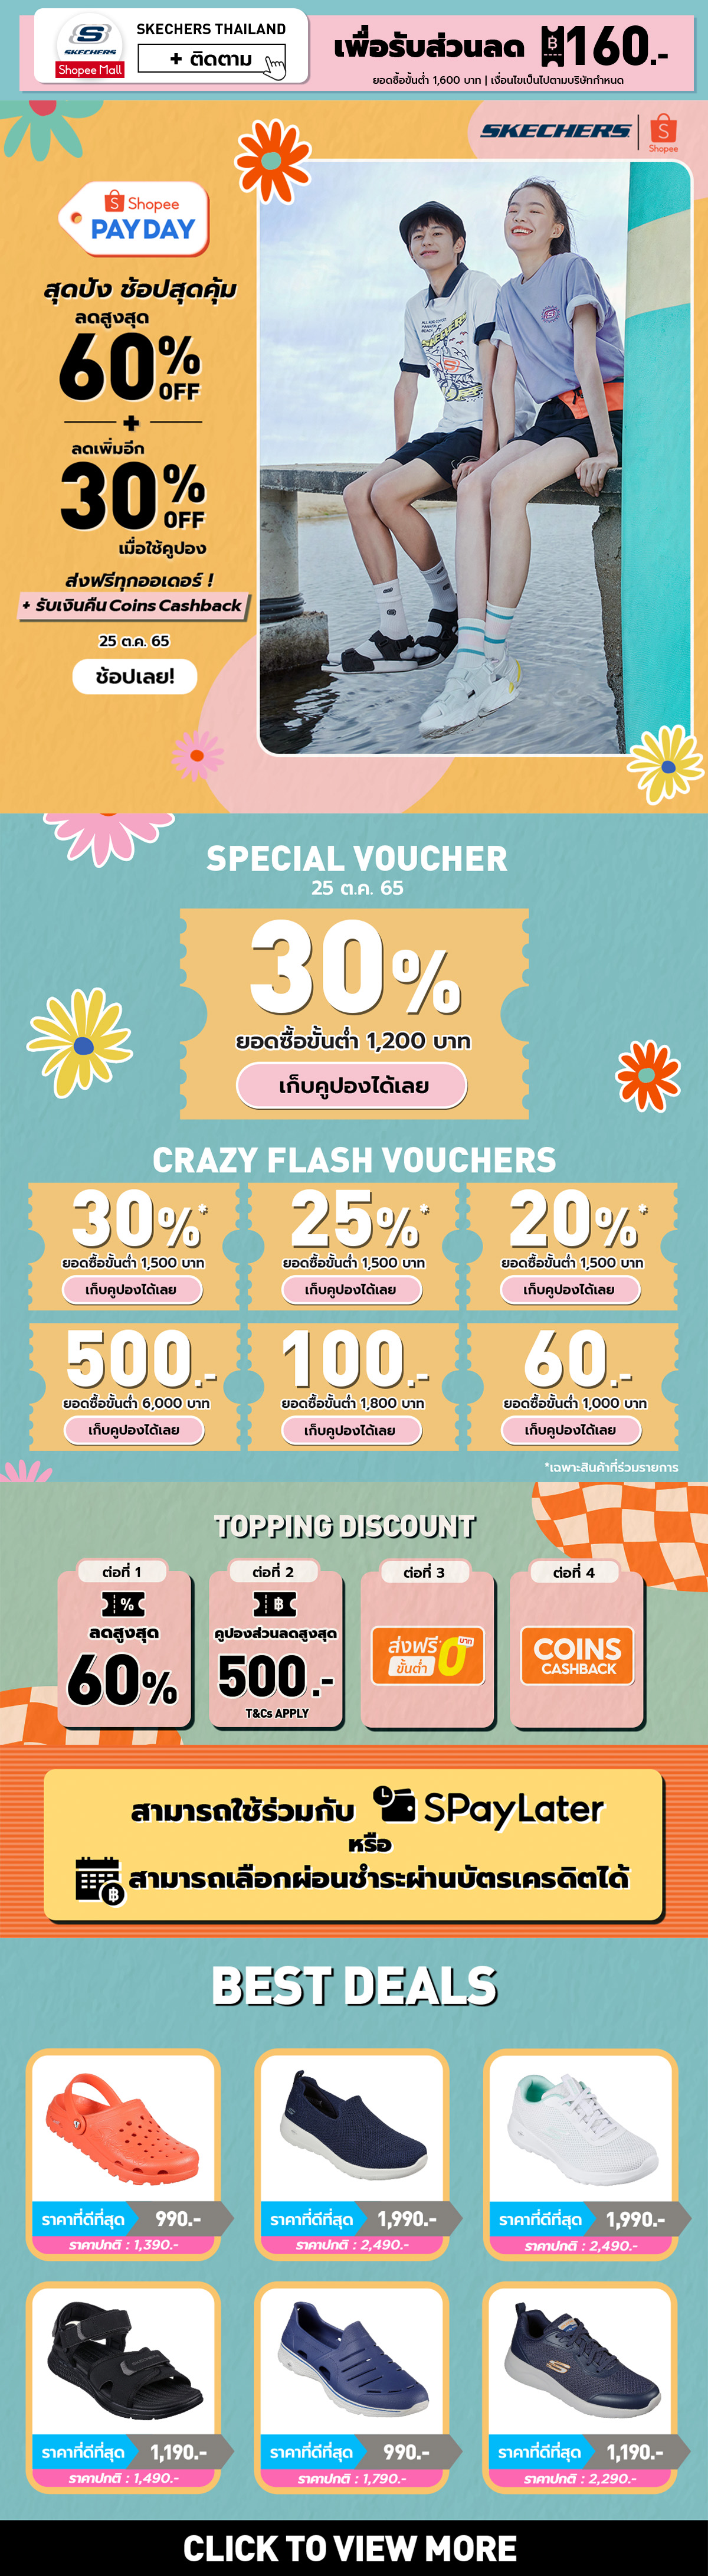 SKECHERS
Shopee Mall
SKECHERS THAILAND
+ ติดตาม
เพื่อรับส่วนลด ฿160.-
ยอดซื้อขั้นต่ำ 1,600 บาท | เงื่อนไขเป็นไปตามบริษัทกำหนด
SKECHERS
Shopee
Shopee
PAYDAY
สุดปัง ช้อปสุดคุ้ม
ลดสูงสุด
60%
OFF
+
ลดเพิ่มอีก
30%
OFF
เมื่อใช้คูปอง
ส่งฟรีทุกออเดอร์ !
+ รับเงินคืน Coins Cashback
25 ต.ค. 65
ช้อปเลย!
SPECIAL VOUCHER
25 ต.ค. 65
30%
ยอดซื้อขั้นต่ำ 1,200 บาท
เก็บคูปองได้เลย
CRAZY FLASH VOUCHERS
30%* 25%* 20%*
ยอดซื้อขั้นต่ำ 1,500 บาท ยอดซื้อขั้นต่ำ 1,500 บาท ยอดซื้อขั้นต่ำ 1,500 บาท
เก็บคูปองได้เลย เก็บคูปองได้เลย เก็บคูปองได้เลย
500.- 100.- 60.-
ยอดซื้อขั้นต่ำ 6,000 บาท ยอดซื้อขั้นต่ำ 1,800 บาท ยอดซื้อขั้นต่ำ 1,000 บาท
เก็บคูปองได้เลย เก็บคูปองได้เลย เก็บคูปองได้เลย
*เฉพาะสินค้าที่ร่วมรายการ
TOPPING DISCOUNT
ต่อที่ 1
%
ลดสูงสุด
60%
ต่อที่ 2
฿
คูปองส่วนลดสูงสุด
500.-
T&Cs APPLY
ต่อที่ 3
ส่งฟรี
ขั้นต่ำ 0 บาท
ต่อที่ 4
COINS
CASHBACK
สามารถใช้ร่วมกับ SPayLater
หรือ
฿ สามารถเลือกผ่อนชำระผ่านบัตรเครดิตได้
BEST DEALS
ราคาที่ดีที่สุด 990.- ราคาที่ดีที่สุด 1,990.- ราคาที่ดีที่สุด 1,990.-
ราคาปกติ : 1,390.- ราคาปกติ : 2,490.- ราคาปกติ : 2,490.-
ราคาที่ดีที่สุด 1,190.- ราคาที่ดีที่สุด 990.- ราคาที่ดีที่สุด 1,190.-
ราคาปกติ : 1,490.- ราคาปกติ : 1,790.- ราคาปกติ : 2,290.-
CLICK TO VIEW MORE